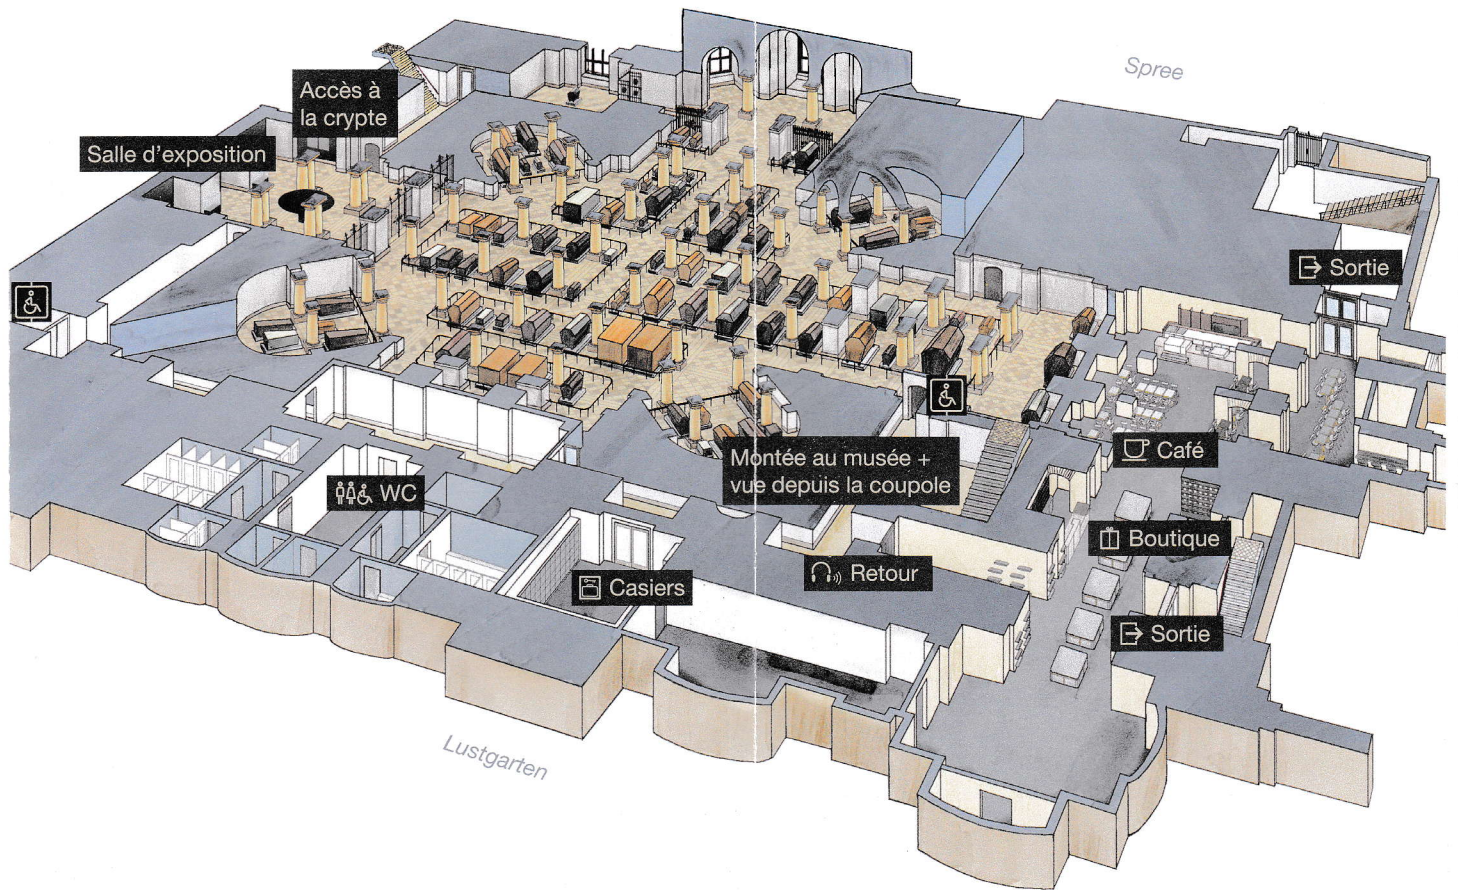 Spree
Accès à
la crypte
Salle d'exposition
Sortie
Café
Montée au musée +
vue depuis la coupole
WC
Boutique
Retour
Casiers
Sortie
Lustgarten